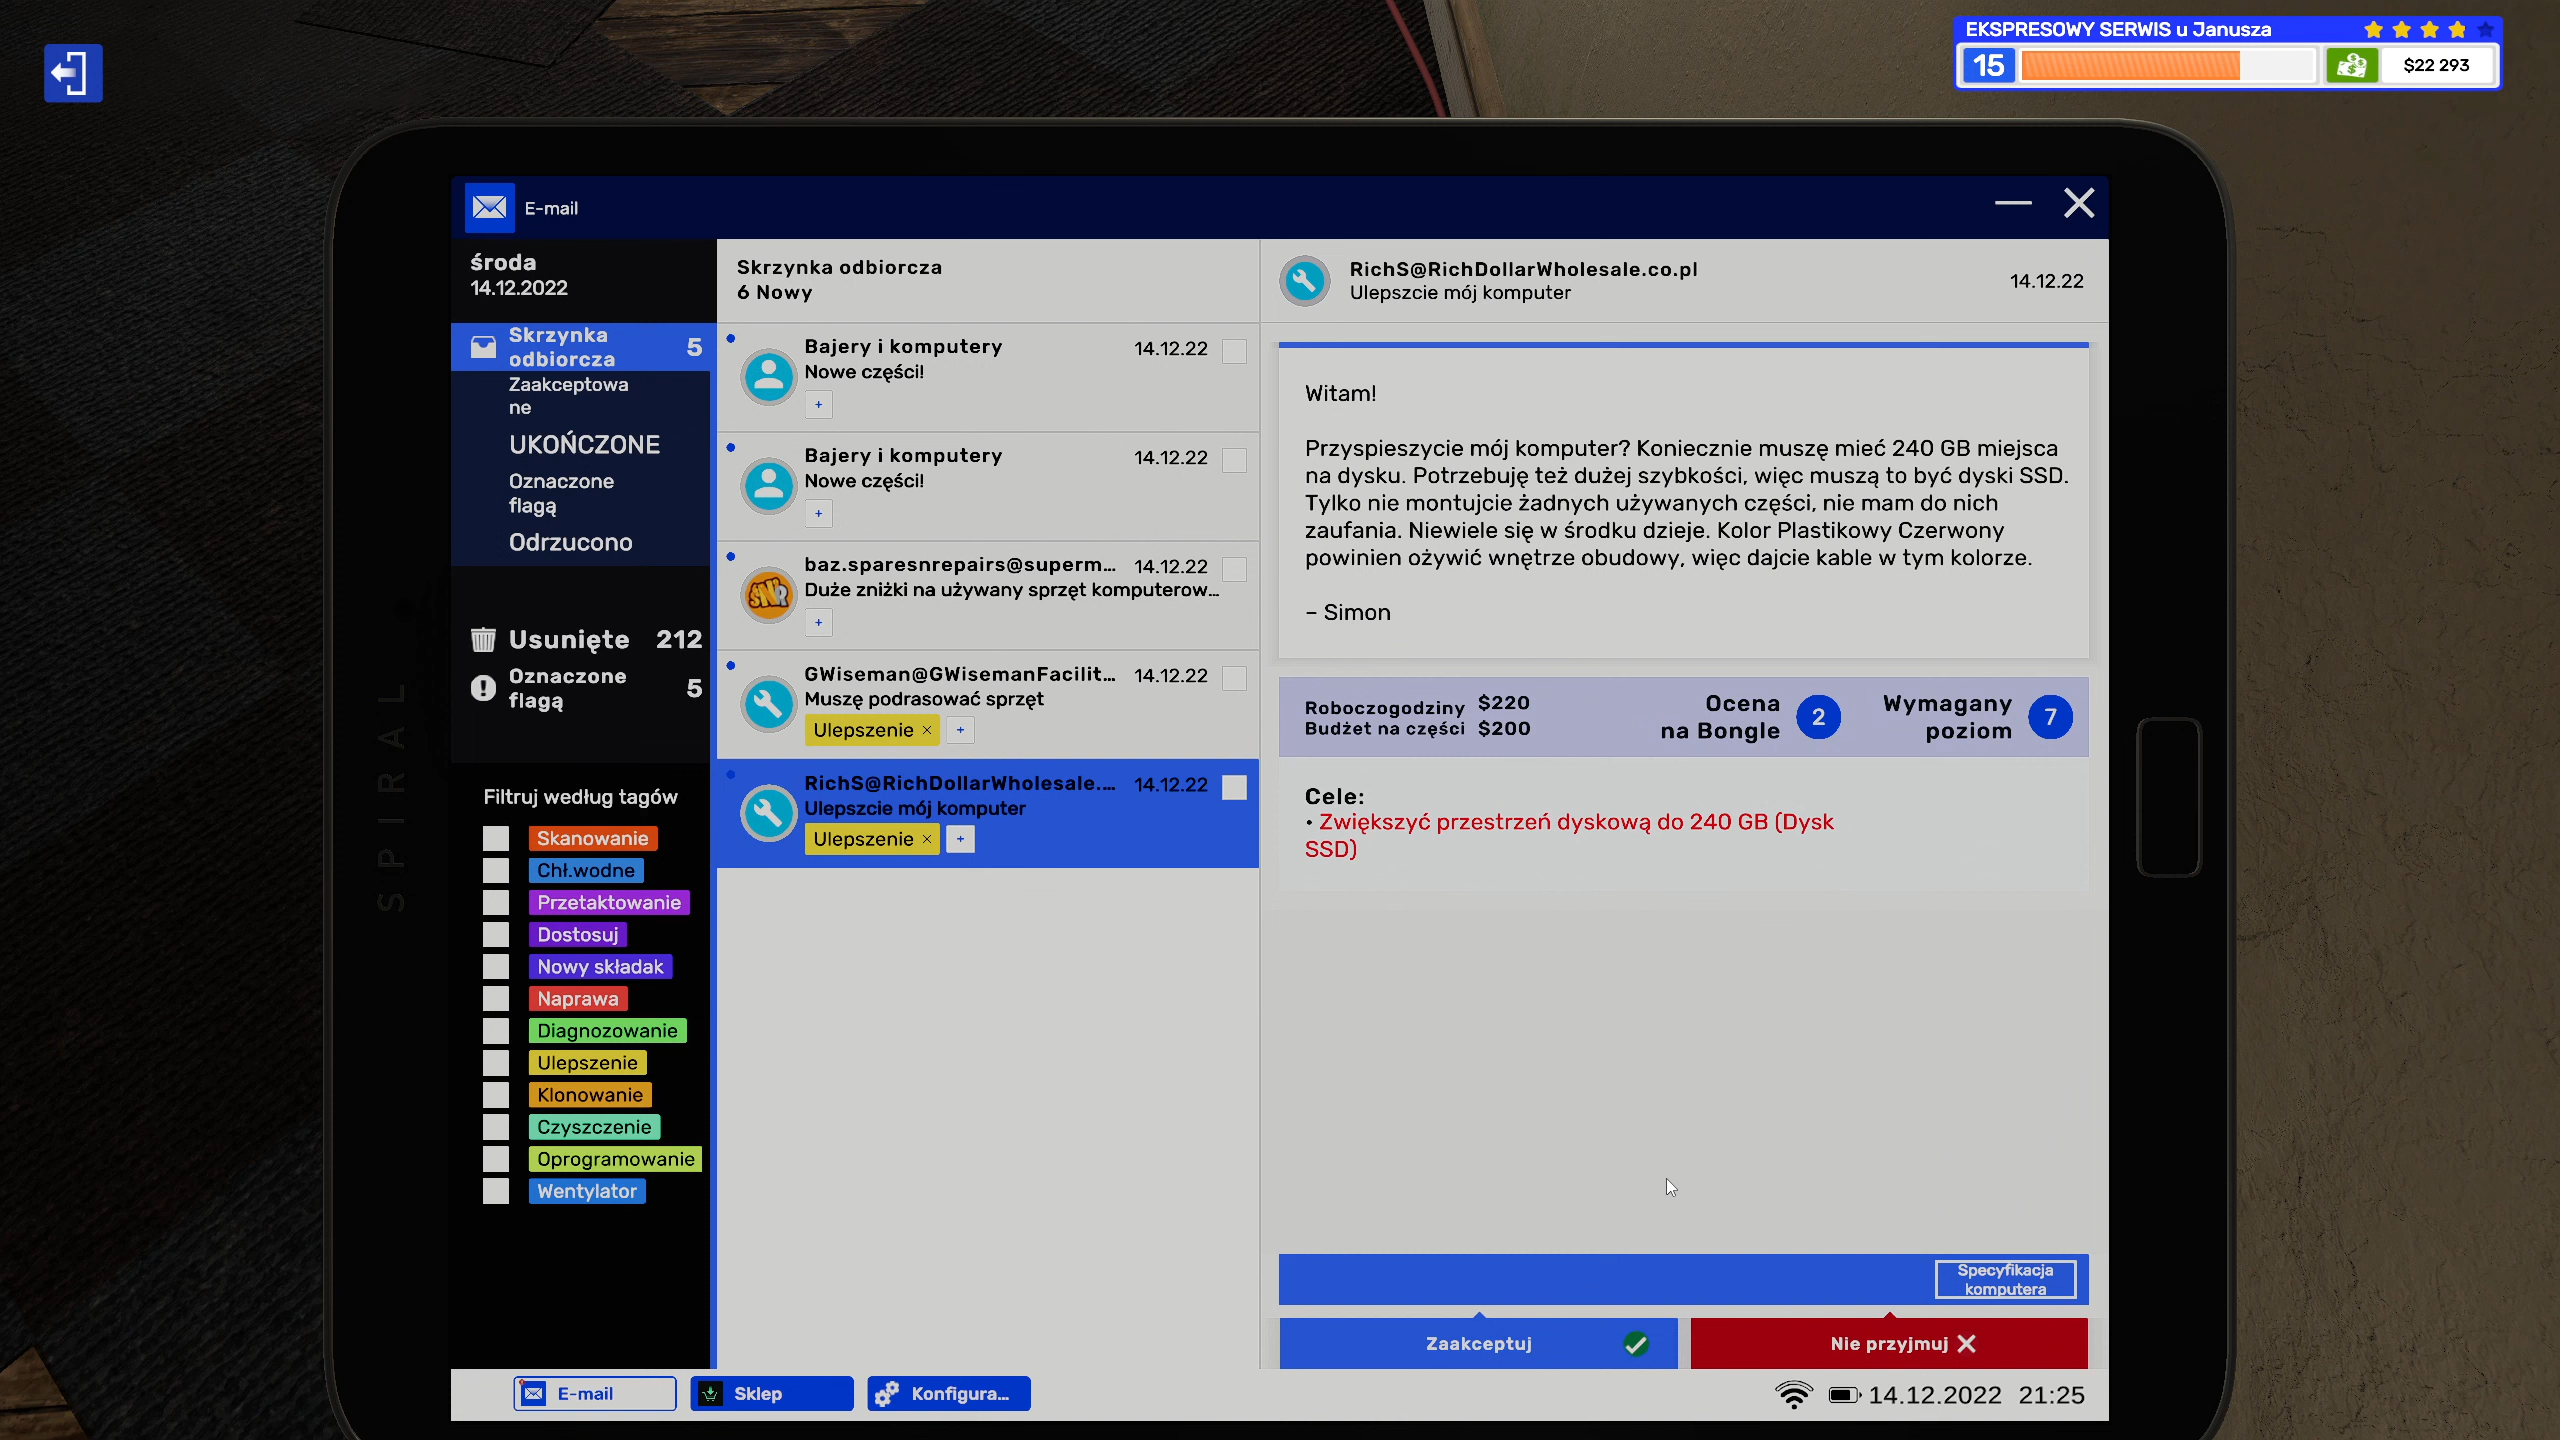 EKSPRESOWY SERWIS u Janusza
15
$22 293
E-mail
środa
14.12.2022
Skrzynka
odbiorcza
5
Zaakceptowa
ne
UKOŃCZONE
Oznaczone
flagą
Odrzucono
Usunięte 212
Oznaczone
flagą
5
Filtruj według tagów
Skanowanie
Chł.wodne
Przetaktowanie
Dostosuj
Nowy składak
Naprawa
Diagnozowanie
Ulepszenie
Klonowanie
Czyszczenie
Oprogramowanie
Wentylator
Skrzynka odbiorcza
6 Nowy
Bajery i komputery 14.12.22
Nowe części!
+
Bajery i komputery 14.12.22
Nowe części!
+
baz.sparesnrepairs@superm... 14.12.22
Duże zniżki na używany sprzęt komputerow...
SNR
+
GWiseman@GWisemanFacilit... 14.12.22
Muszę podrasować sprzęt
Ulepszenie × +
RichS@RichDollarWholesale.... 14.12.22
Ulepszcie mój komputer
Ulepszenie × +
RichS@RichDollarWholesale.co.pl
Ulepszcie mój komputer
14.12.22
Witam!
Przyspieszycie mój komputer? Koniecznie muszę mieć 240 GB miejsca
na dysku. Potrzebuję też dużej szybkości, więc muszą to być dyski SSD.
Tylko nie montujcie żadnych używanych części, nie mam do nich
zaufania. Niewiele się w środku dzieje. Kolor Plastikowy Czerwony
powinien ożywić wnętrze obudowy, więc dajcie kable w tym kolorze.
– Simon
Roboczogodziny $220
Budżet na części $200
Ocena
na Bongle
2
Wymagany
poziom
7
Cele:
• Zwiększyć przestrzeń dyskową do 240 GB (Dysk
SSD)
Specyfikacja
komputera
Zaakceptuj
Nie przyjmuj
E-mail
Sklep
Konfigura...
14.12.2022 21:25
SPIRAL